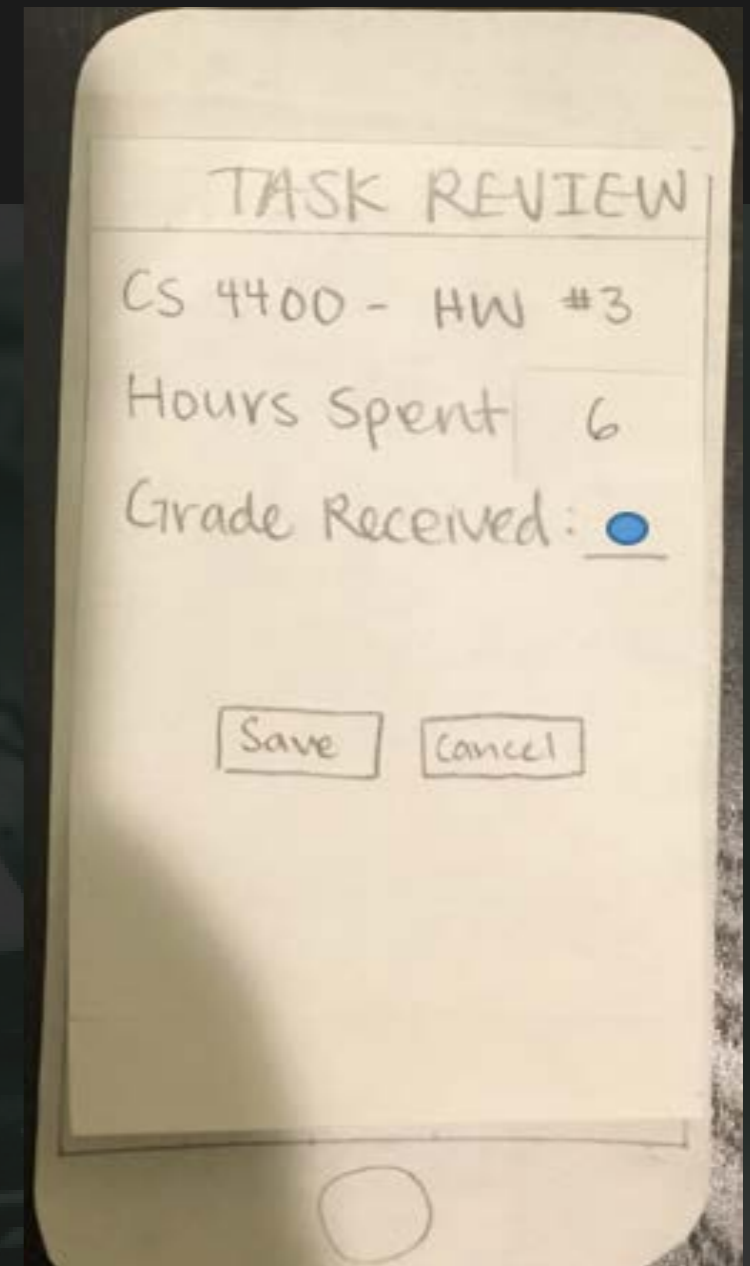 TASK REVIEW
CS 4400 - HW #3
Hours Spent 6
Grade Received:
Save Cancel